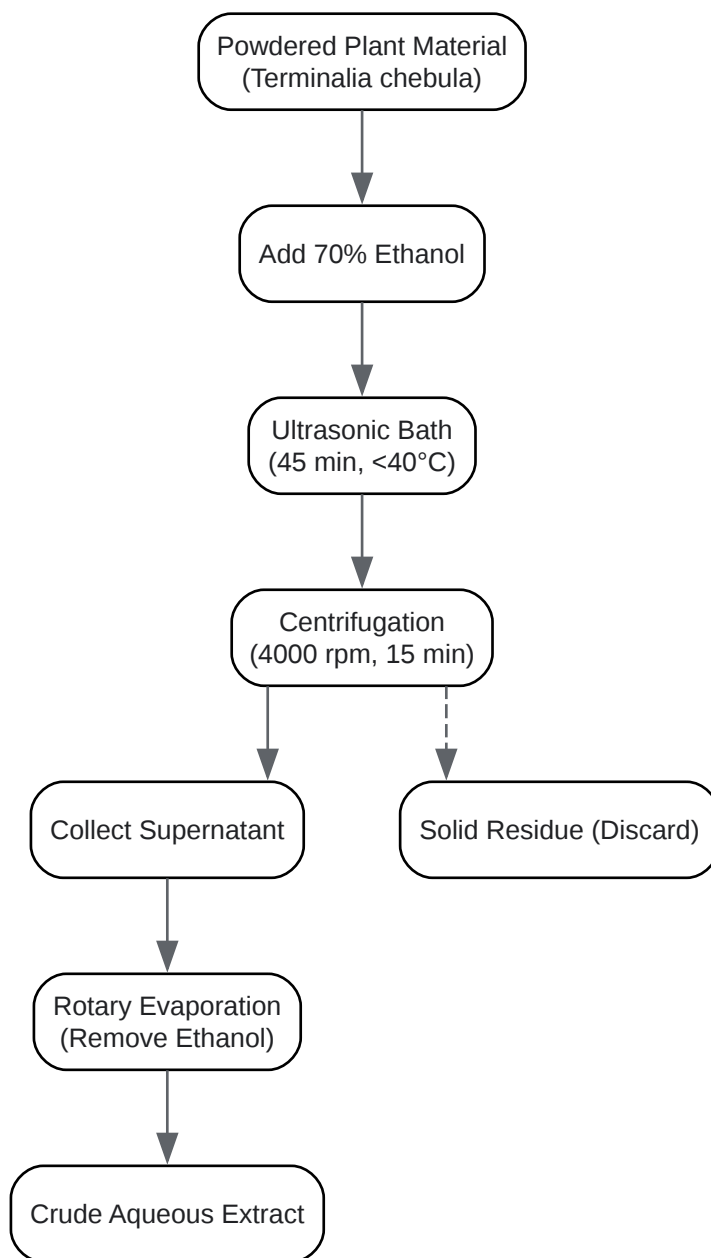 Powdered Plant Material
(Terminalia chebula)
Add 70% Ethanol
Ultrasonic Bath
(45 min, <40°C)
Centrifugation
(4000 rpm, 15 min)
Collect Supernatant
Solid Residue (Discard)
Rotary Evaporation
(Remove Ethanol)
Crude Aqueous Extract